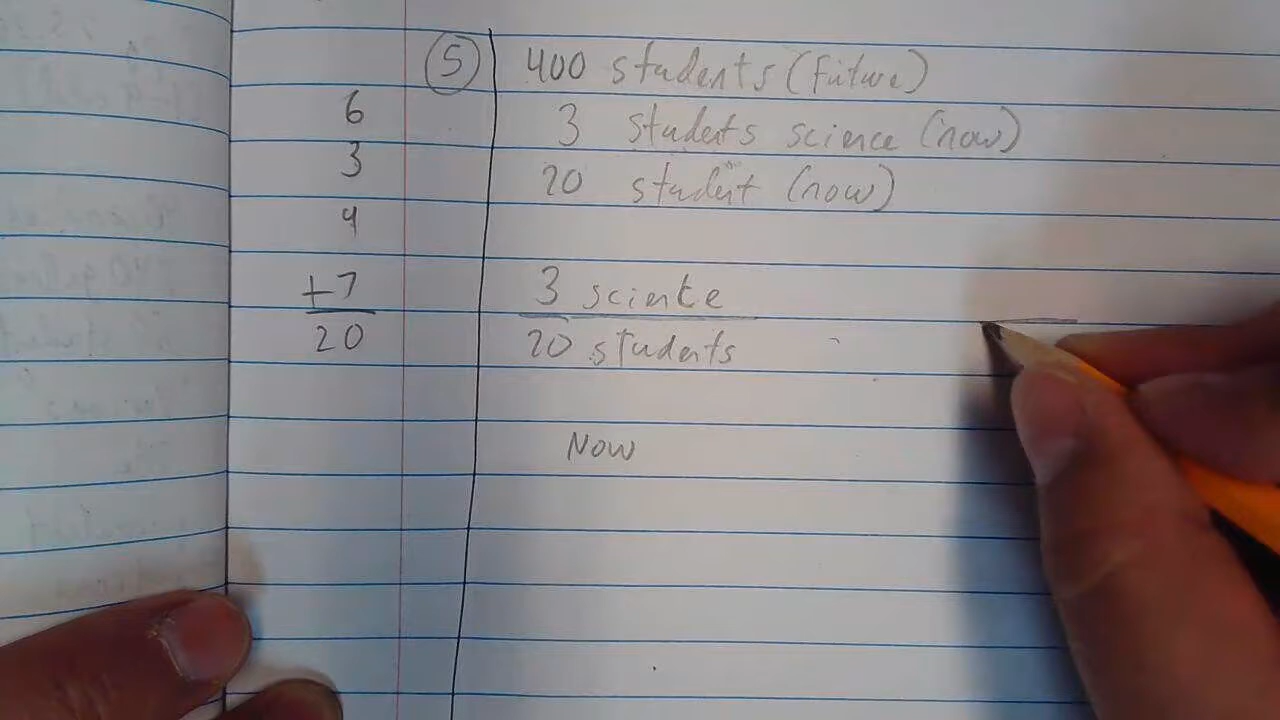 5
400 students (future)
3 students science (now)
20 student (now)
6
3
4
+7
20
3 science
20 students
Now